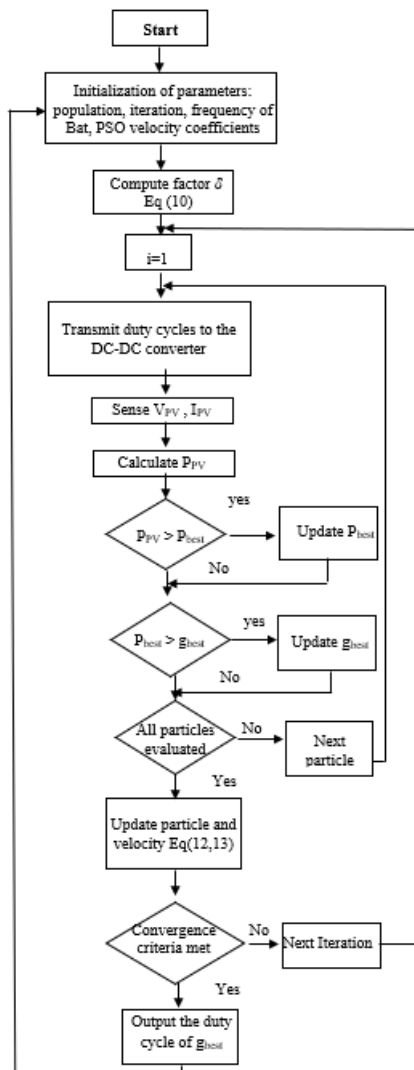 Start
Initialization of parameters:
population, iteration, frequency of
Bat, PSO velocity coefficients
Compute factor δ
Eq (10)
i=1
Transmit duty cycles to the
DC-DC converter
Sense VPV , IPV
Calculate PPV
yes
PPV > Pbest
Update Pbest
No
yes
Pbest > gbest
Update gbest
No
All particles
evaluated
No
Next
particle
Yes
Update particle and
velocity Eq(12,13)
Convergence
criteria met
No
Next Iteration
Yes
Output the duty
cycle of gbest